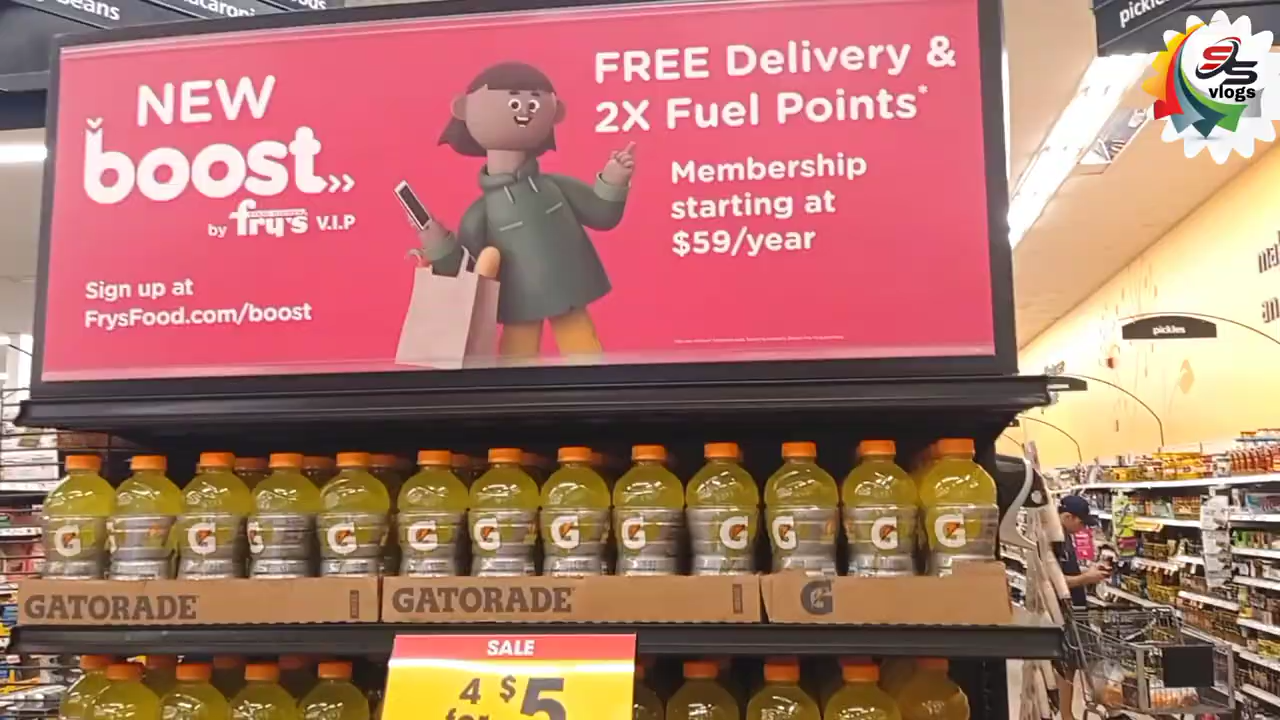 Beans
pickles
SS
vlogs
NEW
boost»
by fry's V.I.P
Sign up at
FrysFood.com/boost
FREE Delivery &
2X Fuel Points*
Membership
starting at
$59/year
pickles
G G G G G G G G G G G G G
GATORADE GATORADE G
SALE
4 for $5